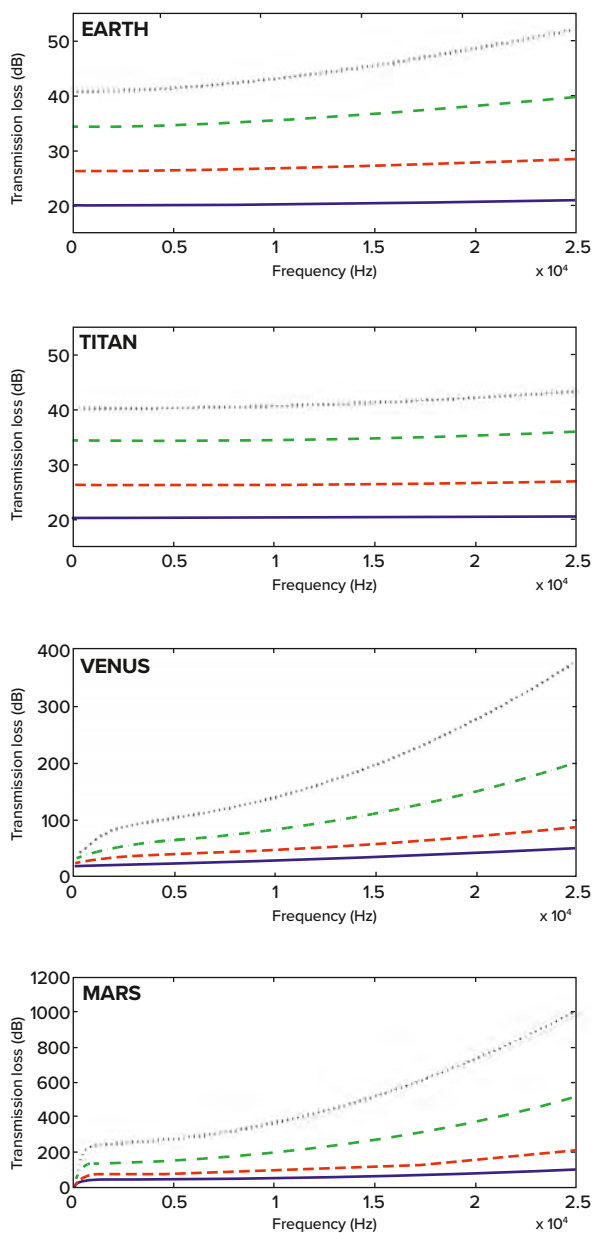 EARTH
Transmission loss (dB)
50
40
30
20
0 0.5 1 1.5 2 2.5
Frequency (Hz) x 10⁴
TITAN
Transmission loss (dB)
50
40
30
20
0 0.5 1 1.5 2 2.5
Frequency (Hz) x 10⁴
VENUS
Transmission loss (dB)
400
300
200
100
0
0 0.5 1 1.5 2 2.5
Frequency (Hz) x 10⁴
MARS
Transmission loss (dB)
1200
1000
800
600
400
200
0
0 0.5 1 1.5 2 2.5
Frequency (Hz) x 10⁴